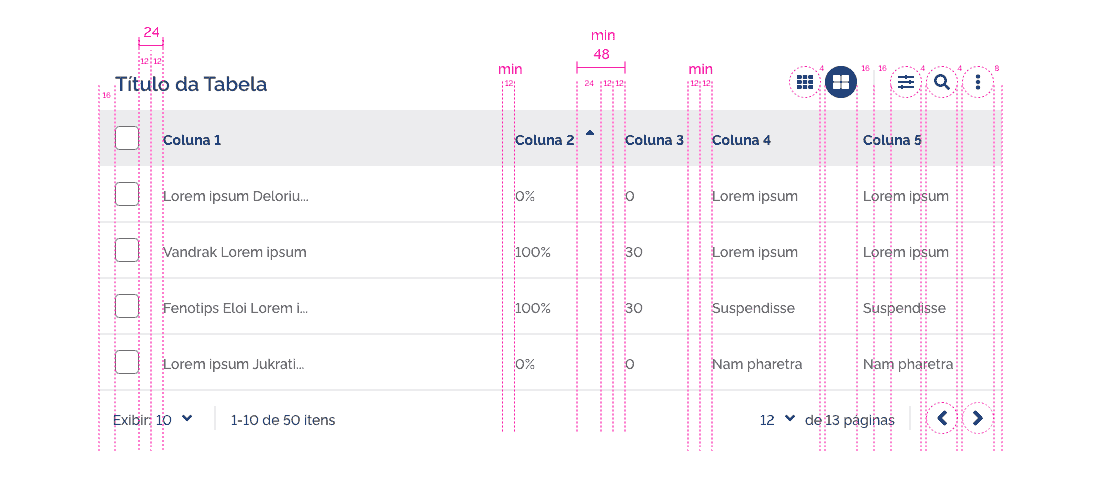 24
min
48
12 12
min
12
24 12 12
min
12 12
4 16 16 4 4 8
16
Título da Tabela
Coluna 1 Coluna 2 Coluna 3 Coluna 4 Coluna 5
Lorem ipsum Deloriu... 0% 0 Lorem ipsum Lorem ipsum
Vandrak Lorem ipsum 100% 30 Lorem ipsum Lorem ipsum
Fenotips Eloi Lorem i... 100% 30 Suspendisse Suspendisse
Lorem ipsum Jukrati... 0% 0 Nam pharetra Nam pharetra
Exibir: 10 1-10 de 50 itens 12 de 13 páginas